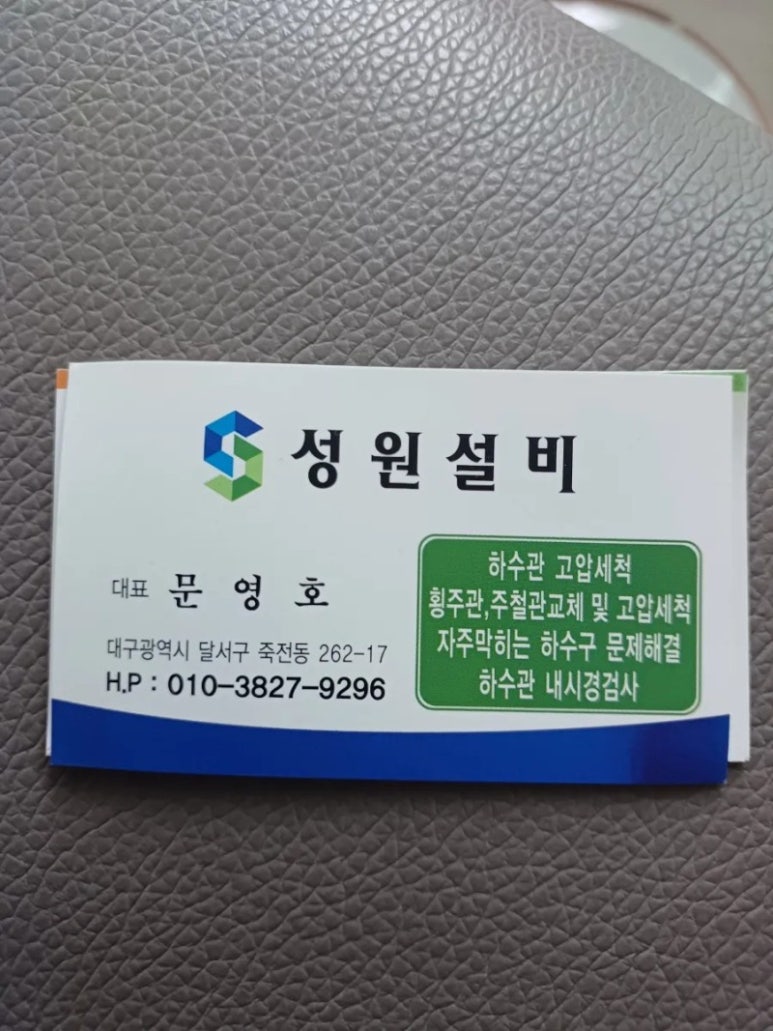 성원설비
대표 문영호
대구광역시 달서구 죽전동 262-17
H.P : 010-3827-9296
하수관 고압세척
횡주관,주철관교체 및 고압세척
자주막히는 하수구 문제해결
하수관 내시경검사